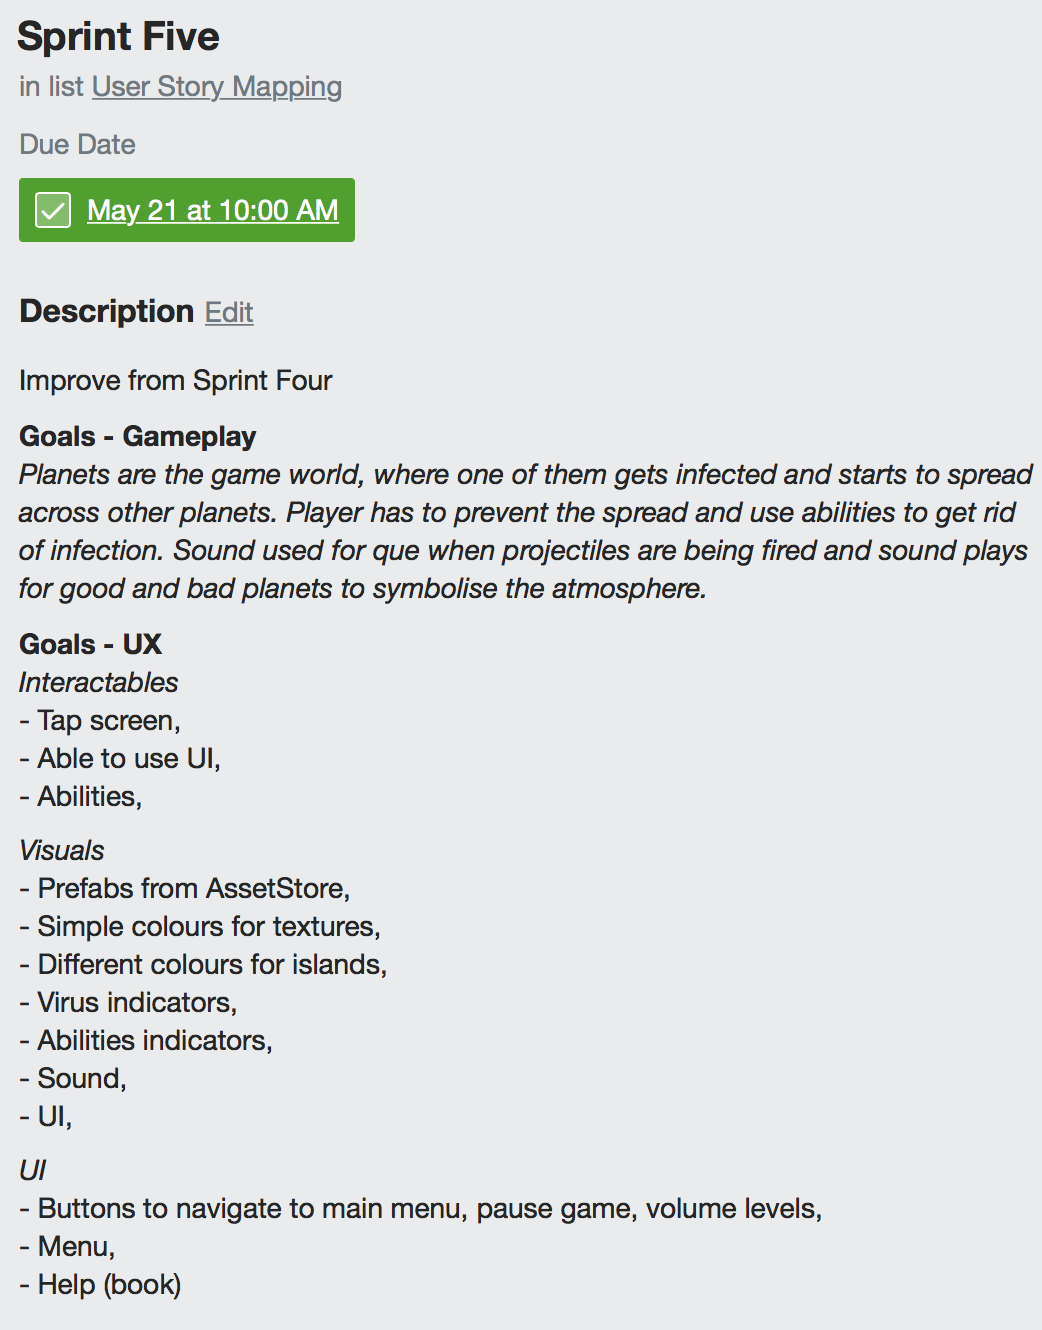 Sprint Five
in list User Story Mapping
Due Date
May 21 at 10:00 AM
Description Edit
Improve from Sprint Four
Goals - Gameplay
Planets are the game world, where one of them gets infected and starts to spread
across other planets. Player has to prevent the spread and use abilities to get rid
of infection. Sound used for que when projectiles are being fired and sound plays
for good and bad planets to symbolise the atmosphere.
Goals - UX
Interactables
- Tap screen,
- Able to use UI,
- Abilities,
Visuals
- Prefabs from AssetStore,
- Simple colours for textures,
- Different colours for islands,
- Virus indicators,
- Abilities indicators,
- Sound,
- UI,
UI
- Buttons to navigate to main menu, pause game, volume levels,
- Menu,
- Help (book)